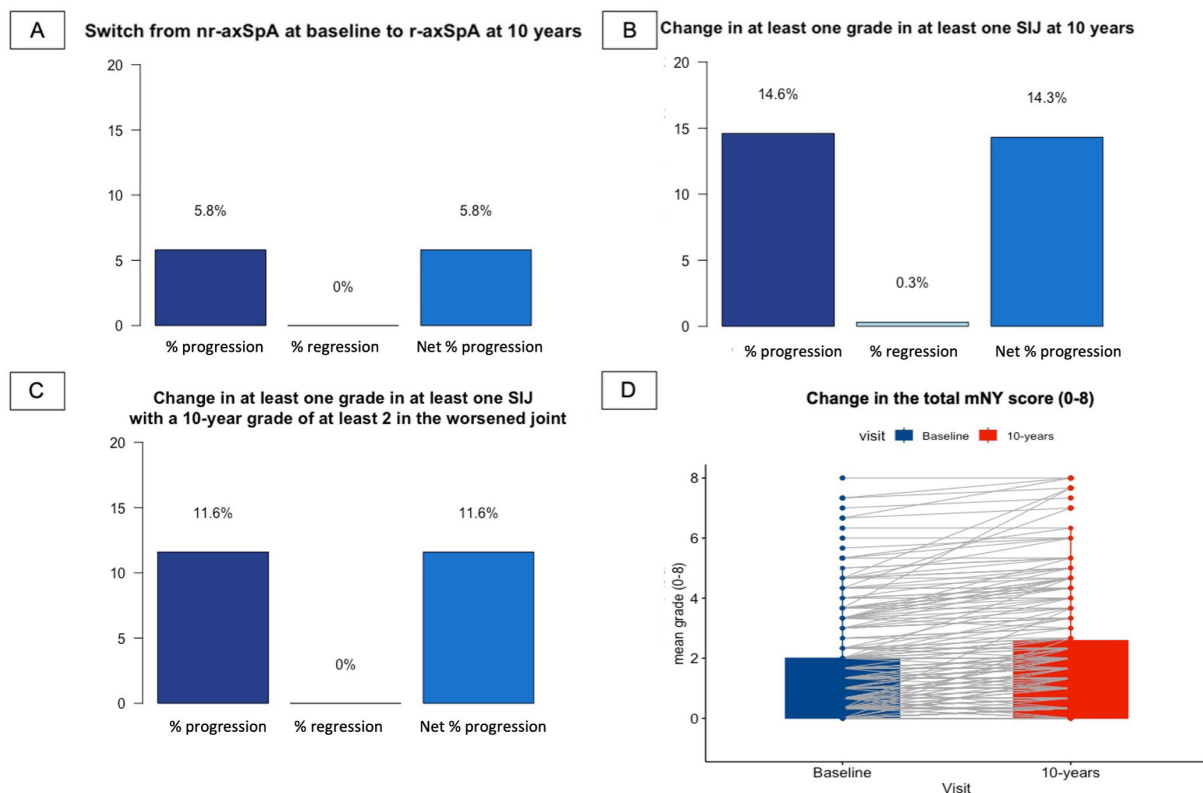 A
Switch from nr-axSpA at baseline to r-axSpA at 10 years
20
15
10
5
0
5.8%
0%
5.8%
% progression
% regression
Net % progression
B
Change in at least one grade in at least one SIJ at 10 years
20
15
10
5
0
14.6%
0.3%
14.3%
% progression
% regression
Net % progression
C
Change in at least one grade in at least one SIJ
with a 10-year grade of at least 2 in the worsened joint
20
15
10
5
0
11.6%
0%
11.6%
% progression
% regression
Net % progression
D
Change in the total mNY score (0-8)
visit Baseline 10-years
mean grade (0-8)
8
6
4
2
0
Baseline
10-years
Visit